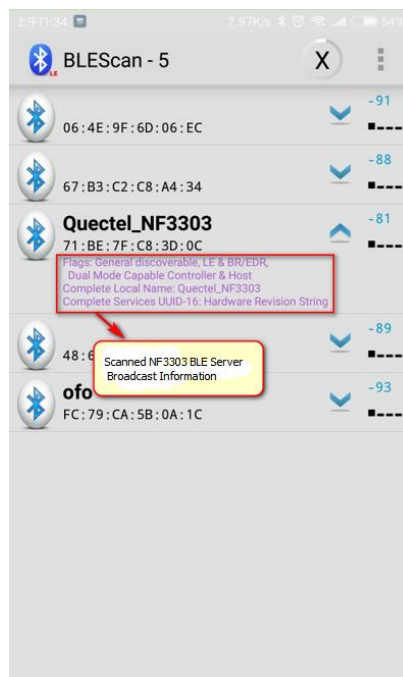 上午11:34 7.97K/s 54%
BLEScan - 5 X
-91
06:4E:9F:6D:06:EC
-88
67:B3:C2:C8:A4:34
Quectel_NF3303 -81
71:BE:7F:C8:3D:0C
Flags: General discoverable, LE & BR/EDR,
Dual Mode Capable Controller & Host
Complete Local Name: Quectel_NF3303
Complete Services UUID-16: Hardware Revision String
-89
48:6
Scanned NF3303 BLE Server
Broadcast Information
ofo -93
FC:79:CA:5B:0A:1C